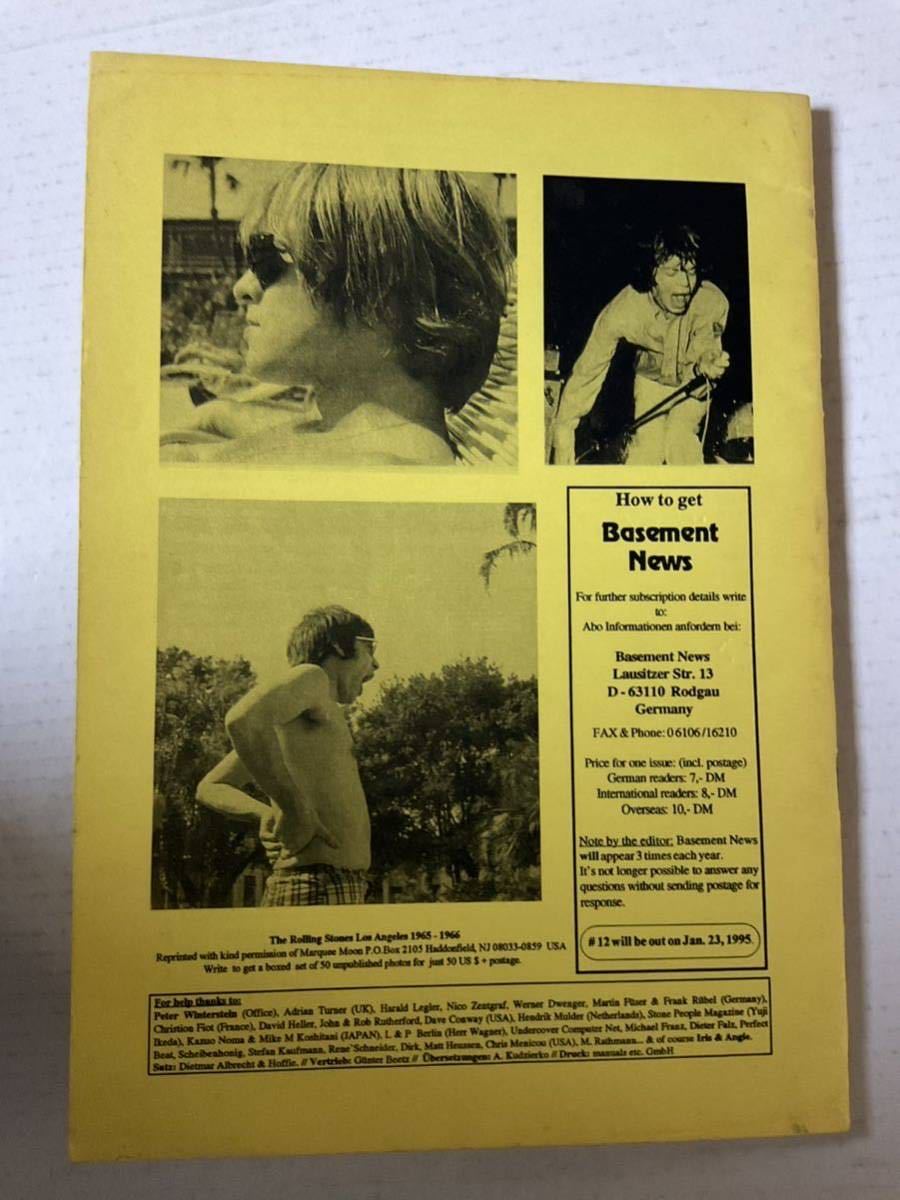 How to get
Basement
News
For further subscription details write
to:
Abo Informationen anfordern bei:
Basement News
Lausitzer Str. 13
D - 63110 Rodgau
Germany
FAX & Phone: 0 6106 /16210
Price for one issue: (incl. postage)
German readers: 7,- DM
International readers: 8,- DM
Overseas: 10,- DM
Note by the editor: Basement News
will appear 3 times each year.
It's not longer possible to answer any
questions without sending postage for
response.
# 12 will be out on Jan. 23, 1995.
The Rolling Stones Los Angeles 1965 - 1966
Reprinted with kind permission of Marquee Moon P.O.Box 2105 Haddonfield, NJ 08033-0859 USA
Write to get a boxed set of 50 unpublished photos for just 50 US $ + postage.
For help thanks to:
Peter Winterstein (Office), Adrian Turner (UK), Harald Legler, Nico Zentgraf, Werner Dwenger, Martin Püser & Frank Rübel (Germany),
Christion Fiot (France), David Heller, John & Rob Rutherford, Dave Conway (USA), Hendrik Mulder (Netherlands), Stone People Magazine (Yuji
Ikeda), Kazuo Noma & Mike M Koshitani (JAPAN), L & P Berlin (Herr Wagner), Undercover Computer Net, Michael Franz, Dieter Falz, Perfect
Beat, Scheibenhonig, Stefan Kaufmann, Rene`Schneider, Dirk, Matt Heussen, Chris Menicou (USA), M. Rathmann... & of course Iris & Angie.
Satz: Dietmar Albrecht & Hoffie. // Vertrieb: Günter Beetz // Übersetzungen: A. Kudzierko // Druck: manuals etc. GmbH